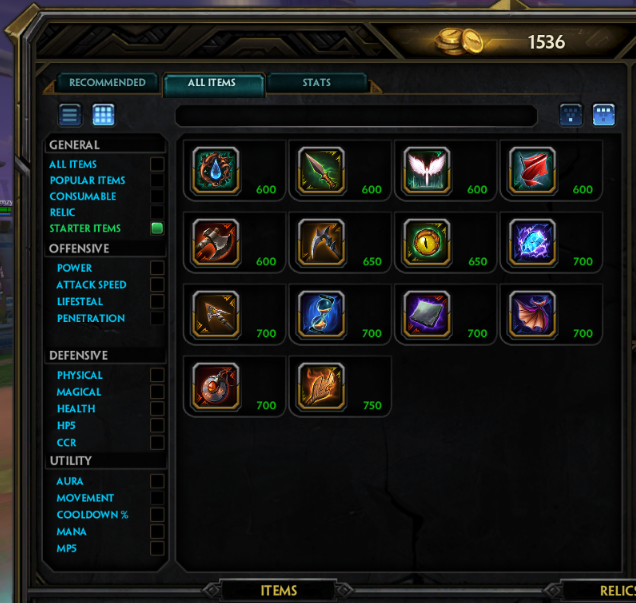 1536
RECOMMENDED ALL ITEMS STATS
GENERAL
ALL ITEMS
POPULAR ITEMS
CONSUMABLE
RELIC
STARTER ITEMS
OFFENSIVE
POWER
ATTACK SPEED
LIFESTEAL
PENETRATION
DEFENSIVE
PHYSICAL
MAGICAL
HEALTH
HP5
CCR
UTILITY
AURA
MOVEMENT
COOLDOWN %
MANA
MP5
600 600 600 600
600 650 650 700
700 700 700 700
700 750
ITEMS RELICS